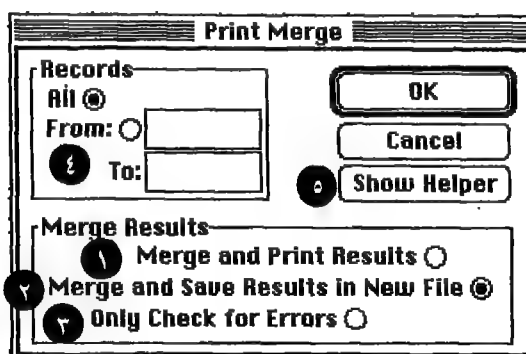 Print Merge
Records
All
From:
٤ To:
OK
Cancel
٥ Show Helper
Merge Results
١ Merge and Print Results
٢ Merge and Save Results in New File
٣ Only Check for Errors